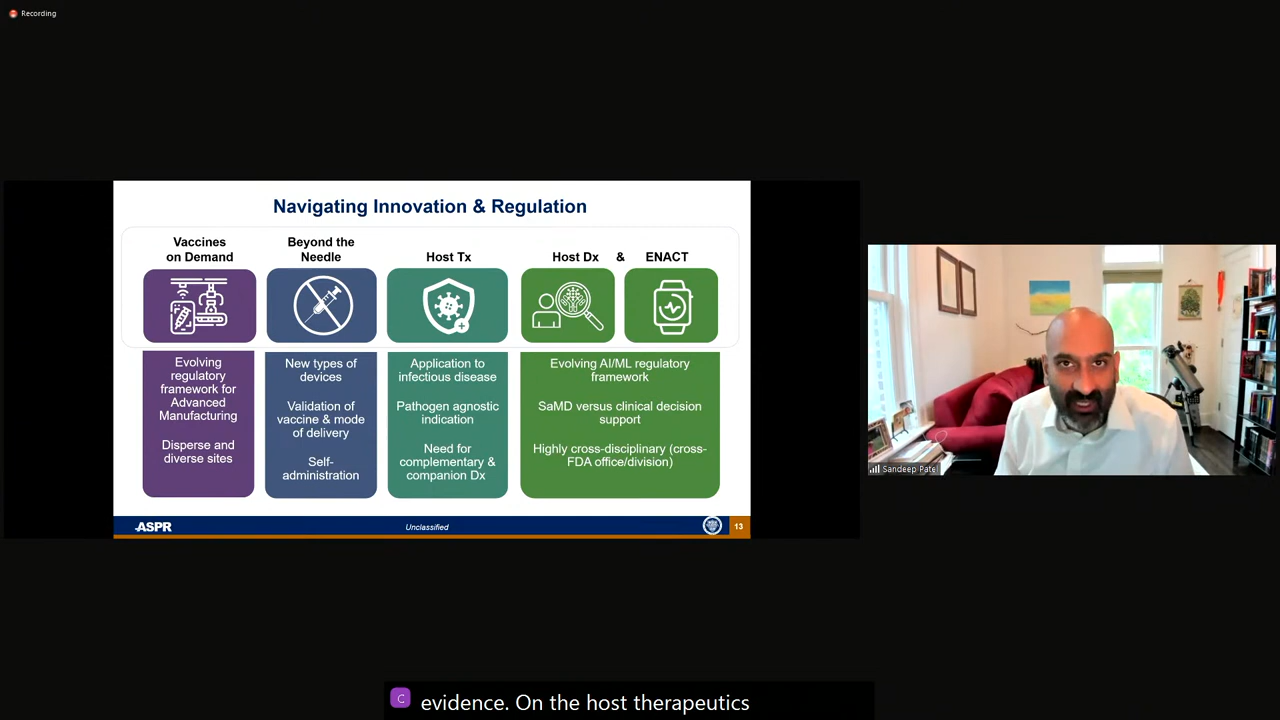 Recording
Navigating Innovation & Regulation
Vaccines
on Demand
Beyond the
Needle
Host Tx
Host Dx & ENACT
Evolving
regulatory
framework for
Advanced
Manufacturing
Disperse and
diverse sites
New types of
devices
Validation of
vaccine & mode
of delivery
Self-
administration
Application to
infectious disease
Pathogen agnostic
indication
Need for
complementary &
companion Dx
Evolving AI/ML regulatory
framework
SaMD versus clinical decision
support
Highly cross-disciplinary (cross-
FDA office/division)
ASPR
Unclassified
13
Sandeep Patel
C
evidence. On the host therapeutics